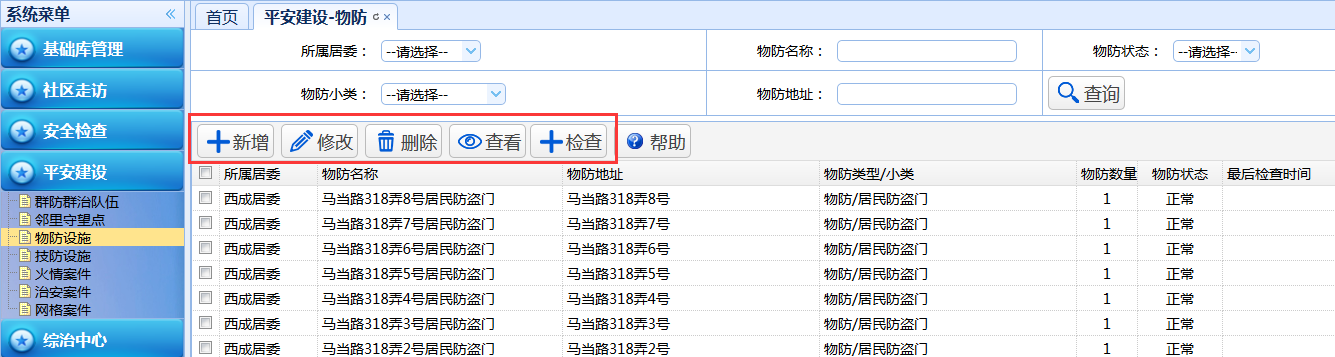 系统菜单
基础库管理
社区走访
安全检查
平安建设
群防群治队伍
邻里守望点
物防设施
技防设施
火情案件
治安案件
网格案件
综治中心
首页 平安建设-物防
所属居委： --请选择-- 物防名称： 物防状态： --请选择--
物防小类： --请选择-- 物防地址： 查询
新增 修改 删除 查看 检查 帮助
所属居委 物防名称 物防地址 物防类型/小类 物防数量 物防状态 最后检查时间
西成居委 马当路318弄8号居民防盗门 马当路318弄8号 物防/居民防盗门 1 正常
西成居委 马当路318弄7号居民防盗门 马当路318弄7号 物防/居民防盗门 1 正常
西成居委 马当路318弄6号居民防盗门 马当路318弄6号 物防/居民防盗门 1 正常
西成居委 马当路318弄5号居民防盗门 马当路318弄5号 物防/居民防盗门 1 正常
西成居委 马当路318弄4号居民防盗门 马当路318弄4号 物防/居民防盗门 1 正常
西成居委 马当路318弄3号居民防盗门 马当路318弄3号 物防/居民防盗门 1 正常
西成居委 马当路318弄2号居民防盗门 马当路318弄2号 物防/居民防盗门 1 正常